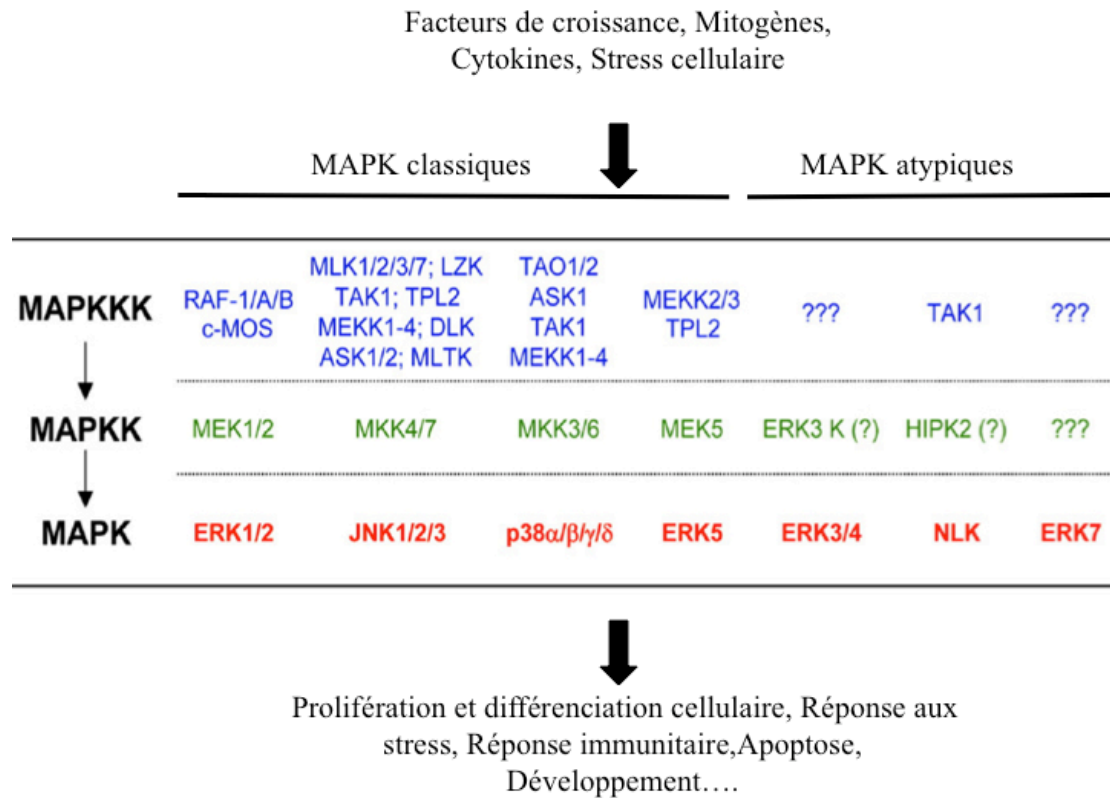 Facteurs de croissance, Mitogènes,
Cytokines, Stress cellulaire
MAPK classiques
MAPK atypiques
MAPKKK
RAF-1/A/B
c-MOS
MLK1/2/3/7; LZK
TAK1; TPL2
MEKK1-4; DLK
ASK1/2; MLTK
TAO1/2
ASK1
TAK1
MEKK1-4
MEKK2/3
TPL2
???
TAK1
???
MAPKK
MEK1/2
MKK4/7
MKK3/6
MEK5
ERK3 K (?)
HIPK2 (?)
???
MAPK
ERK1/2
JNK1/2/3
p38α/β/γ/δ
ERK5
ERK3/4
NLK
ERK7
Prolifération et différenciation cellulaire, Réponse aux
stress, Réponse immunitaire,Apoptose,
Développement….